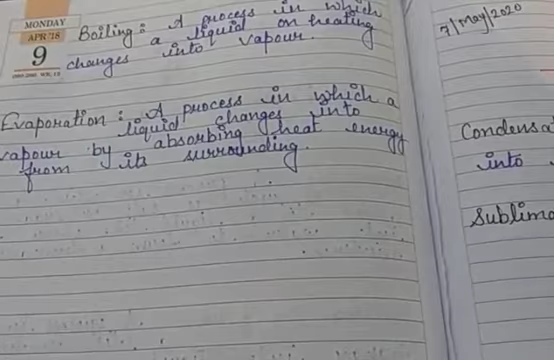 MONDAY
APR '18
9
Boiling : A process in which
a liquid on heating
changes into vapour.
Evaporation : A process in which a
liquid changes into
vapour by absorbing heat energy
from its surrounding.
7/May/2020
Condensa
into
Sublima